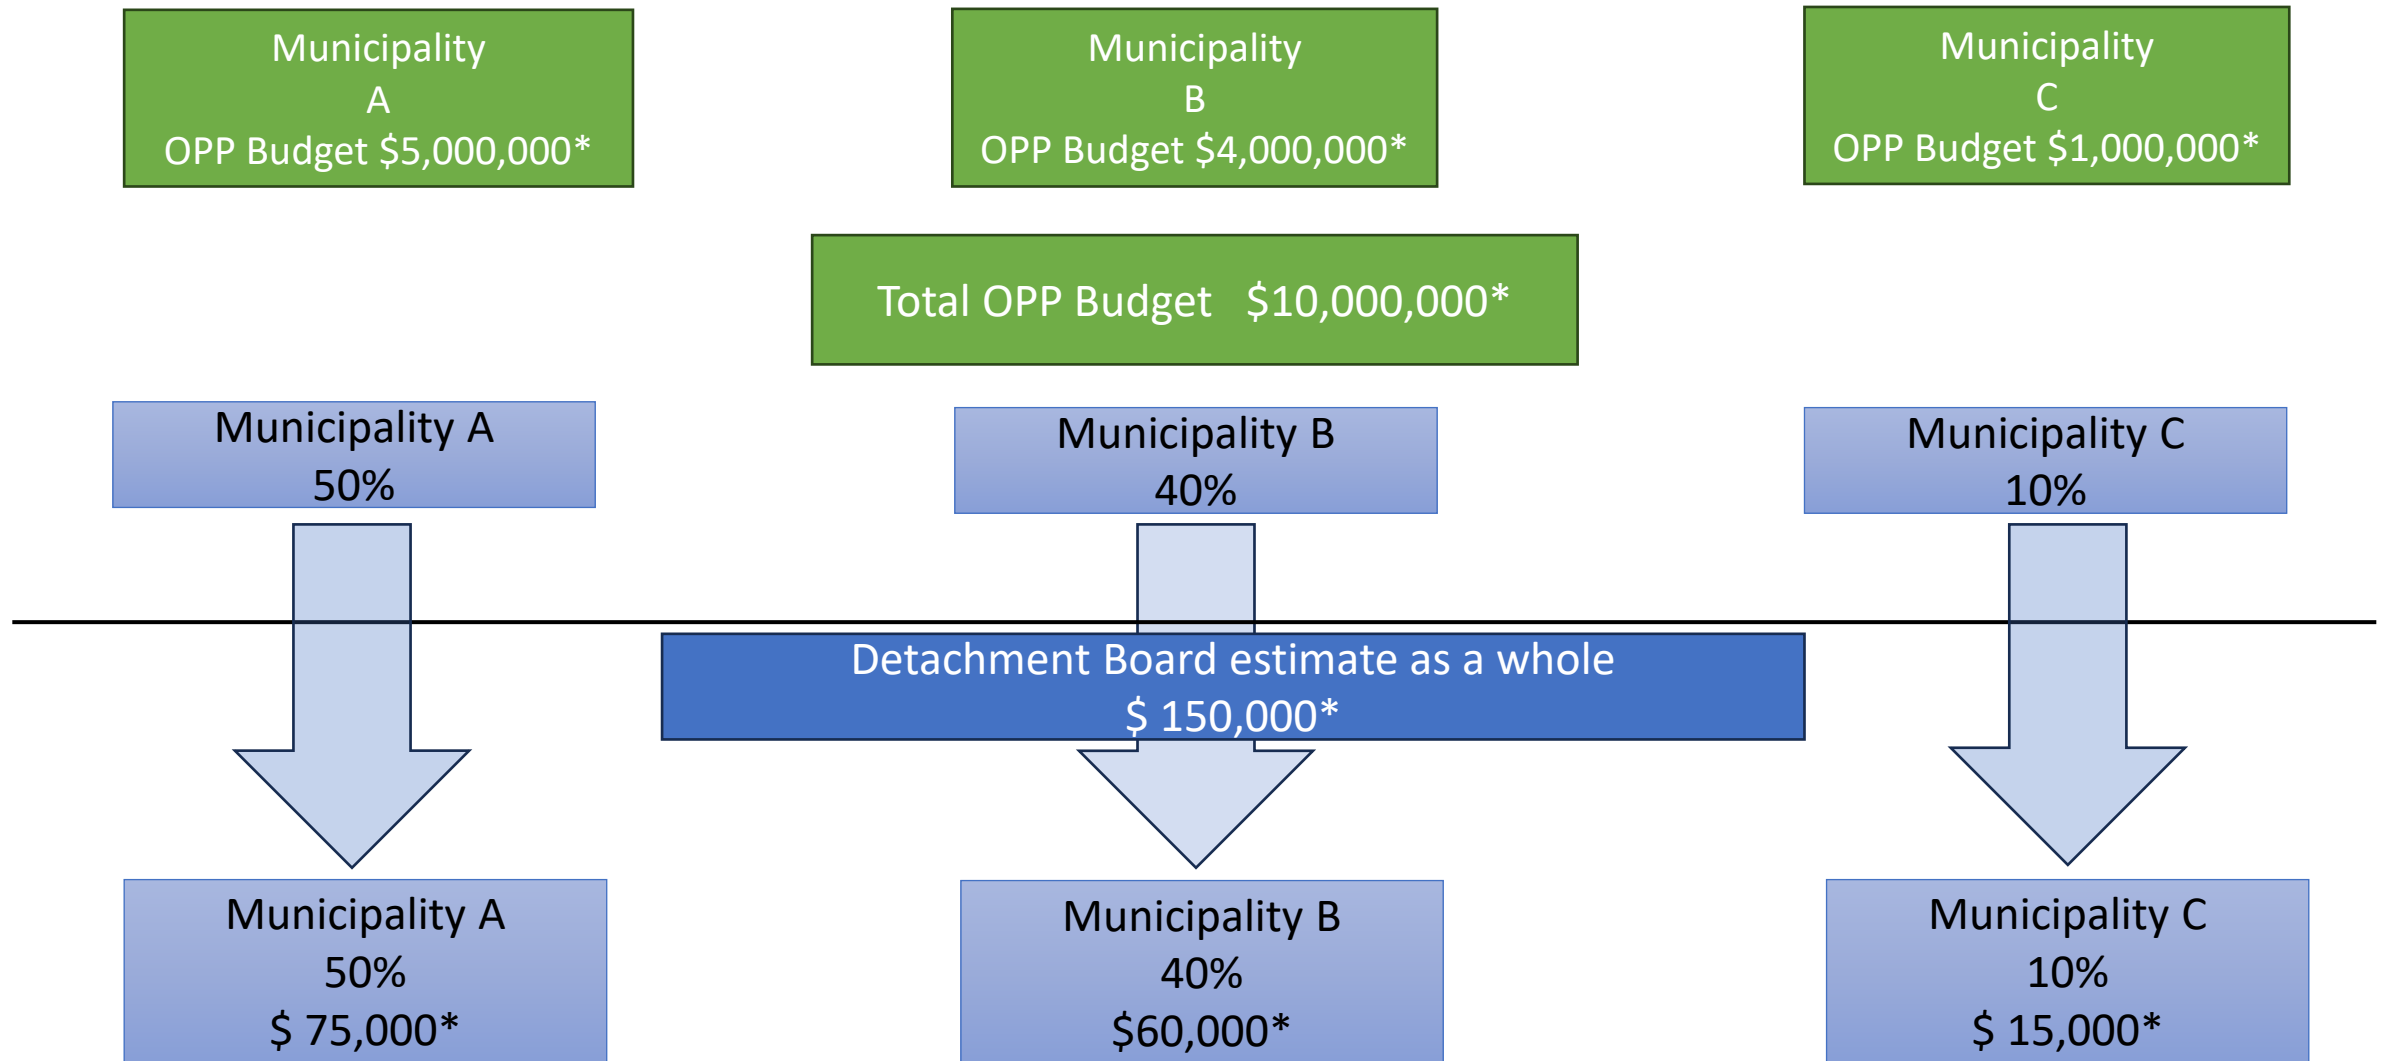 Municipality
A
OPP Budget $5,000,000*
Municipality
B
OPP Budget $4,000,000*
Municipality
C
OPP Budget $1,000,000*
Total OPP Budget   $10,000,000*
Municipality A
50%
Municipality B
40%
Municipality C
10%
Detachment Board estimate as a whole
$ 150,000*
Municipality A
50%
$ 75,000*
Municipality B
40%
$60,000*
Municipality C
10%
$ 15,000*